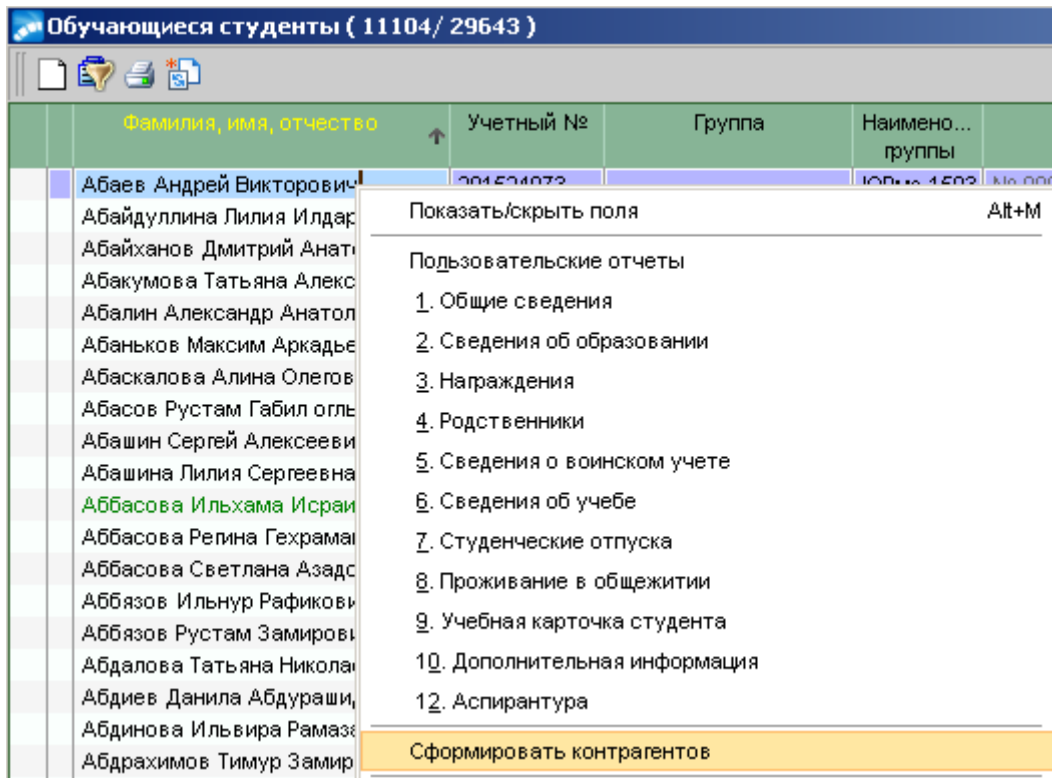 Обучающиеся студенты ( 11104/ 29643 )
Фамилия, имя, отчество Учетный № Группа Наимено...
группы
Абаев Андрей Викторович
Абайдуллина Лилия Илдар
Показать/скрыть поля Alt+M
Абайханов Дмитрий Анат
Пользовательские отчеты
Абакумова Татьяна Алекс
1. Общие сведения
Абалин Александр Анатол
2. Сведения об образовании
Абаньков Максим Аркадье
Абаскалова Алина Олегов
3. Награждения
Абасов Рустам Габил оглы
4. Родственники
Абашин Сергей Алексееви
5. Сведения о воинском учете
Абашина Лилия Сергеевна
6. Сведения об учебе
Аббасова Ильхама Исраи
Аббасова Регина Гехрама
7. Студенческие отпуска
Аббасова Светлана Азадо
8. Проживание в общежитии
Аббязов Ильнур Рафикови
9. Учебная карточка студента
Аббязов Рустам Замирови
10. Дополнительная информация
Абдалова Татьяна Никола
Абдиев Данила Абдураши
12. Аспирантура
Абдинова Ильвира Рамаза
Сформировать контрагентов
Абдрахимов Тимур Замир